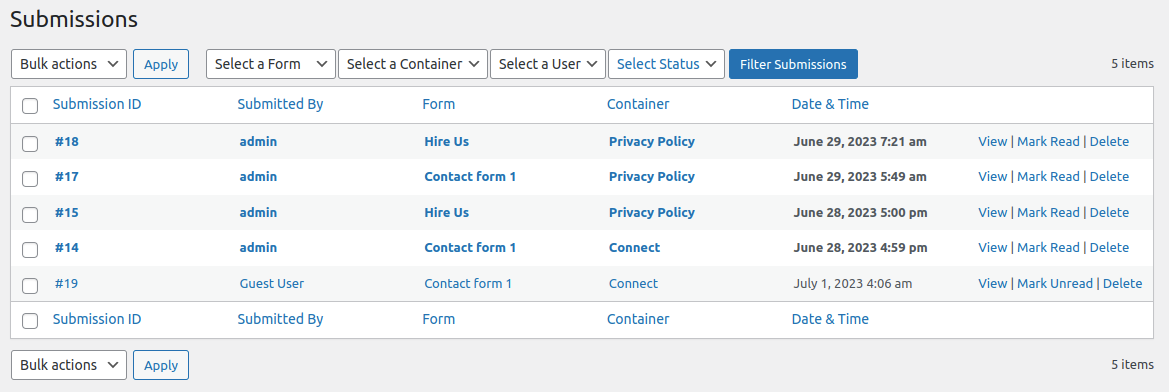 Submissions
Bulk actions Apply Select a Form Select a Container Select a User Select Status Filter Submissions 5 items
Submission ID Submitted By Form Container Date & Time
#18 admin Hire Us Privacy Policy June 29, 2023 7:21 am View | Mark Read | Delete
#17 admin Contact form 1 Privacy Policy June 29, 2023 5:49 am View | Mark Read | Delete
#15 admin Hire Us Privacy Policy June 28, 2023 5:00 pm View | Mark Read | Delete
#14 admin Contact form 1 Connect June 28, 2023 4:59 pm View | Mark Read | Delete
#19 Guest User Contact form 1 Connect July 1, 2023 4:06 am View | Mark Unread | Delete
Submission ID Submitted By Form Container Date & Time
Bulk actions Apply 5 items